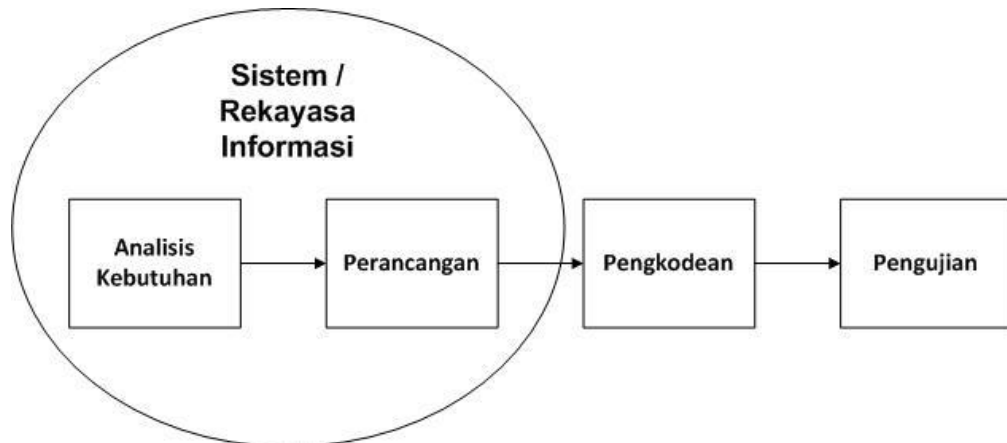 Sistem /
Rekayasa
Informasi
Analisis
Kebutuhan
Perancangan
Pengkodean
Pengujian